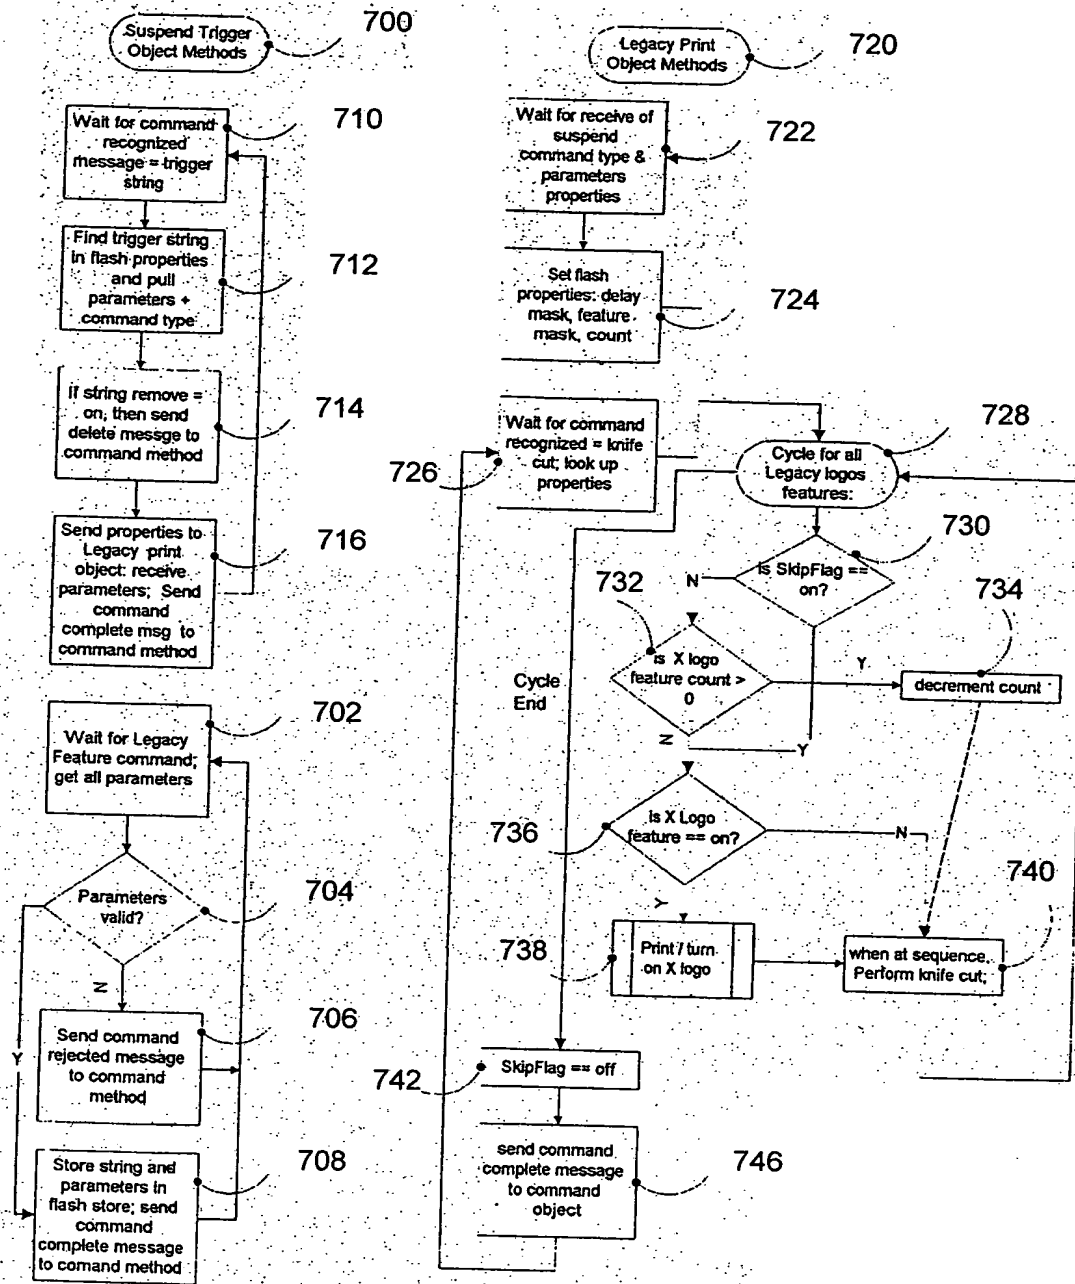 Suspend Trigger
Object Methods
700
Wait for command
recognized
message = trigger
string
710
Find trigger string
in flash properties
and pull
parameters +
command type
712
If string remove =
on, then send
delete messge to
command method
714
Send properties to
Legacy print
object: receive
parameters; Send
command
complete msg to
command method
716
Wait for Legacy
Feature command;
get all parameters
702
Parameters
valid?
704
N
Y
Send command
rejected message
to command
method
706
Store string and
parameters in
flash store; send
command
complete message
to comand method
708
Legacy Print
Object Methods
720
Wait for receive of
suspend
command type &
parameters
properties
722
Set flash
properties: delay
mask, feature
mask, count
724
Wait for command
recognized = knife
cut; look up
properties
726
Cycle for all
Legacy logos
features:
728
is SkipFlag ==
on?
730
N
Y
is X logo
feature count >
0
732
Y
N
decrement count
734
Cycle
End
is X Logo
feature == on?
736
N
Y
Print / turn
on X logo
738
when at sequence.
Perform knife cut;
740
SkipFlag == off
742
send command
complete message
to command
object
746